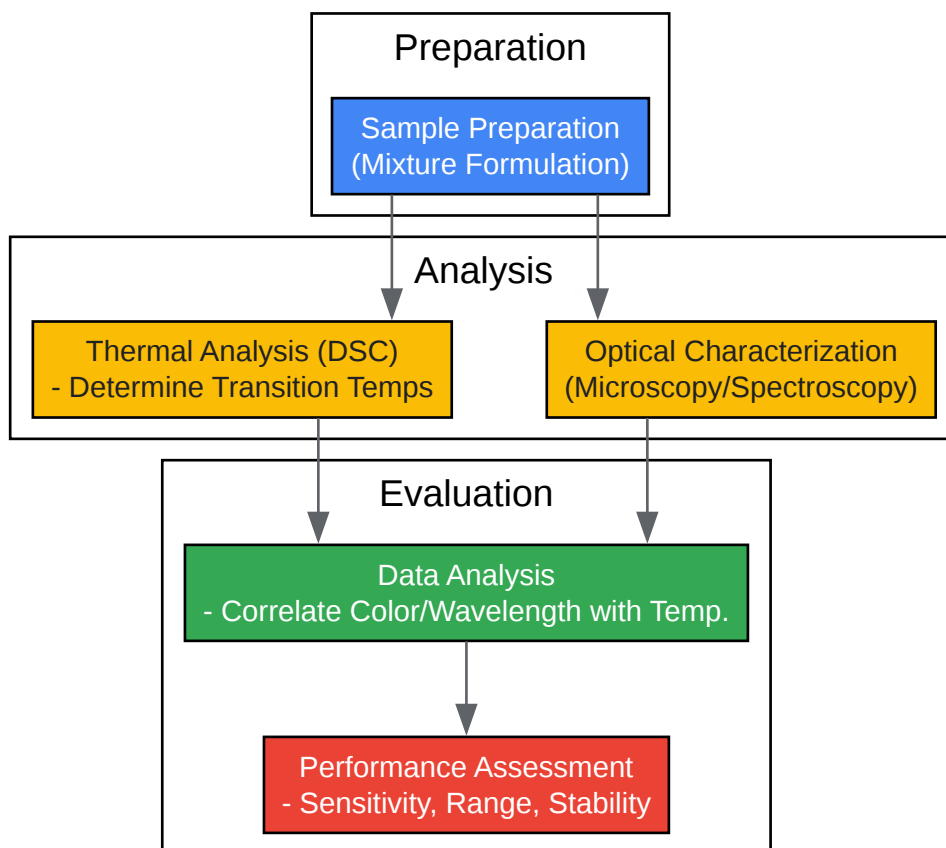 Preparation
Sample Preparation
(Mixture Formulation)
Analysis
Thermal Analysis (DSC)
- Determine Transition Temps
Optical Characterization
(Microscopy/Spectroscopy)
Evaluation
Data Analysis
- Correlate Color/Wavelength with Temp.
Performance Assessment
- Sensitivity, Range, Stability